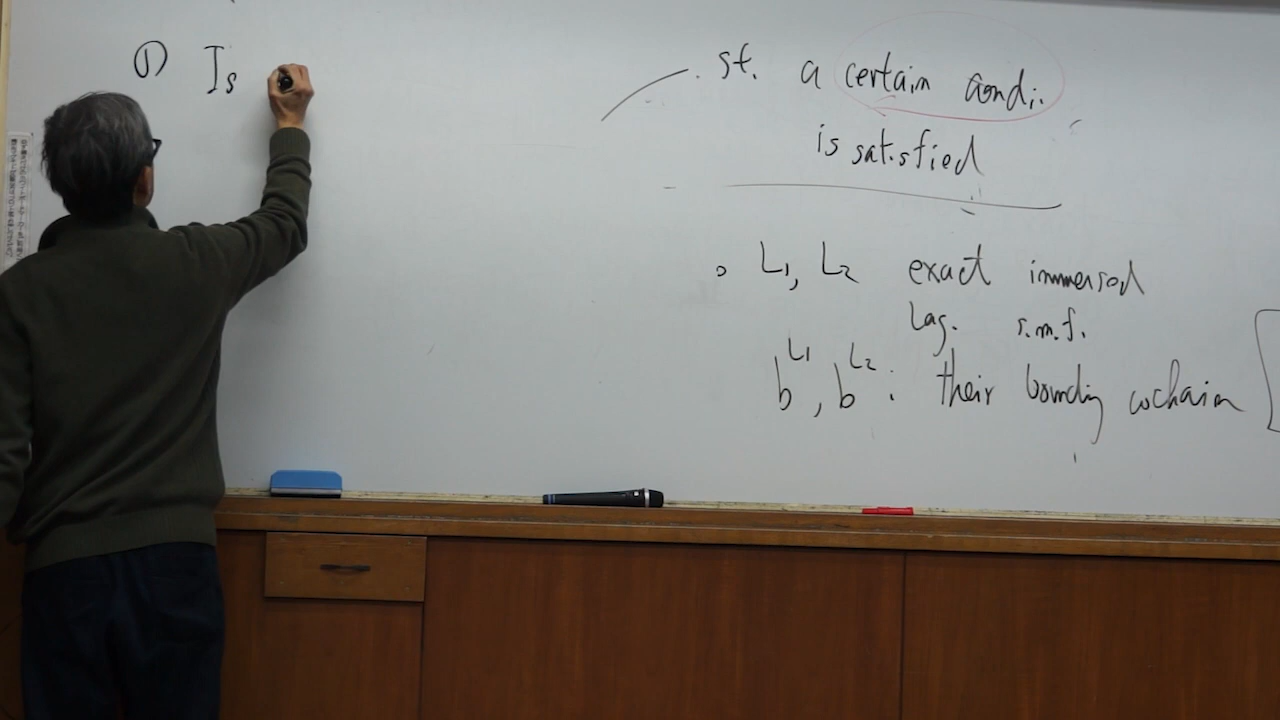 ① Is
st. a certain condi.
is satisfied
L₁, L₂ exact immersed
Lag. s.m.f.
b^{L₁}, b^{L₂} : their bounding cochain